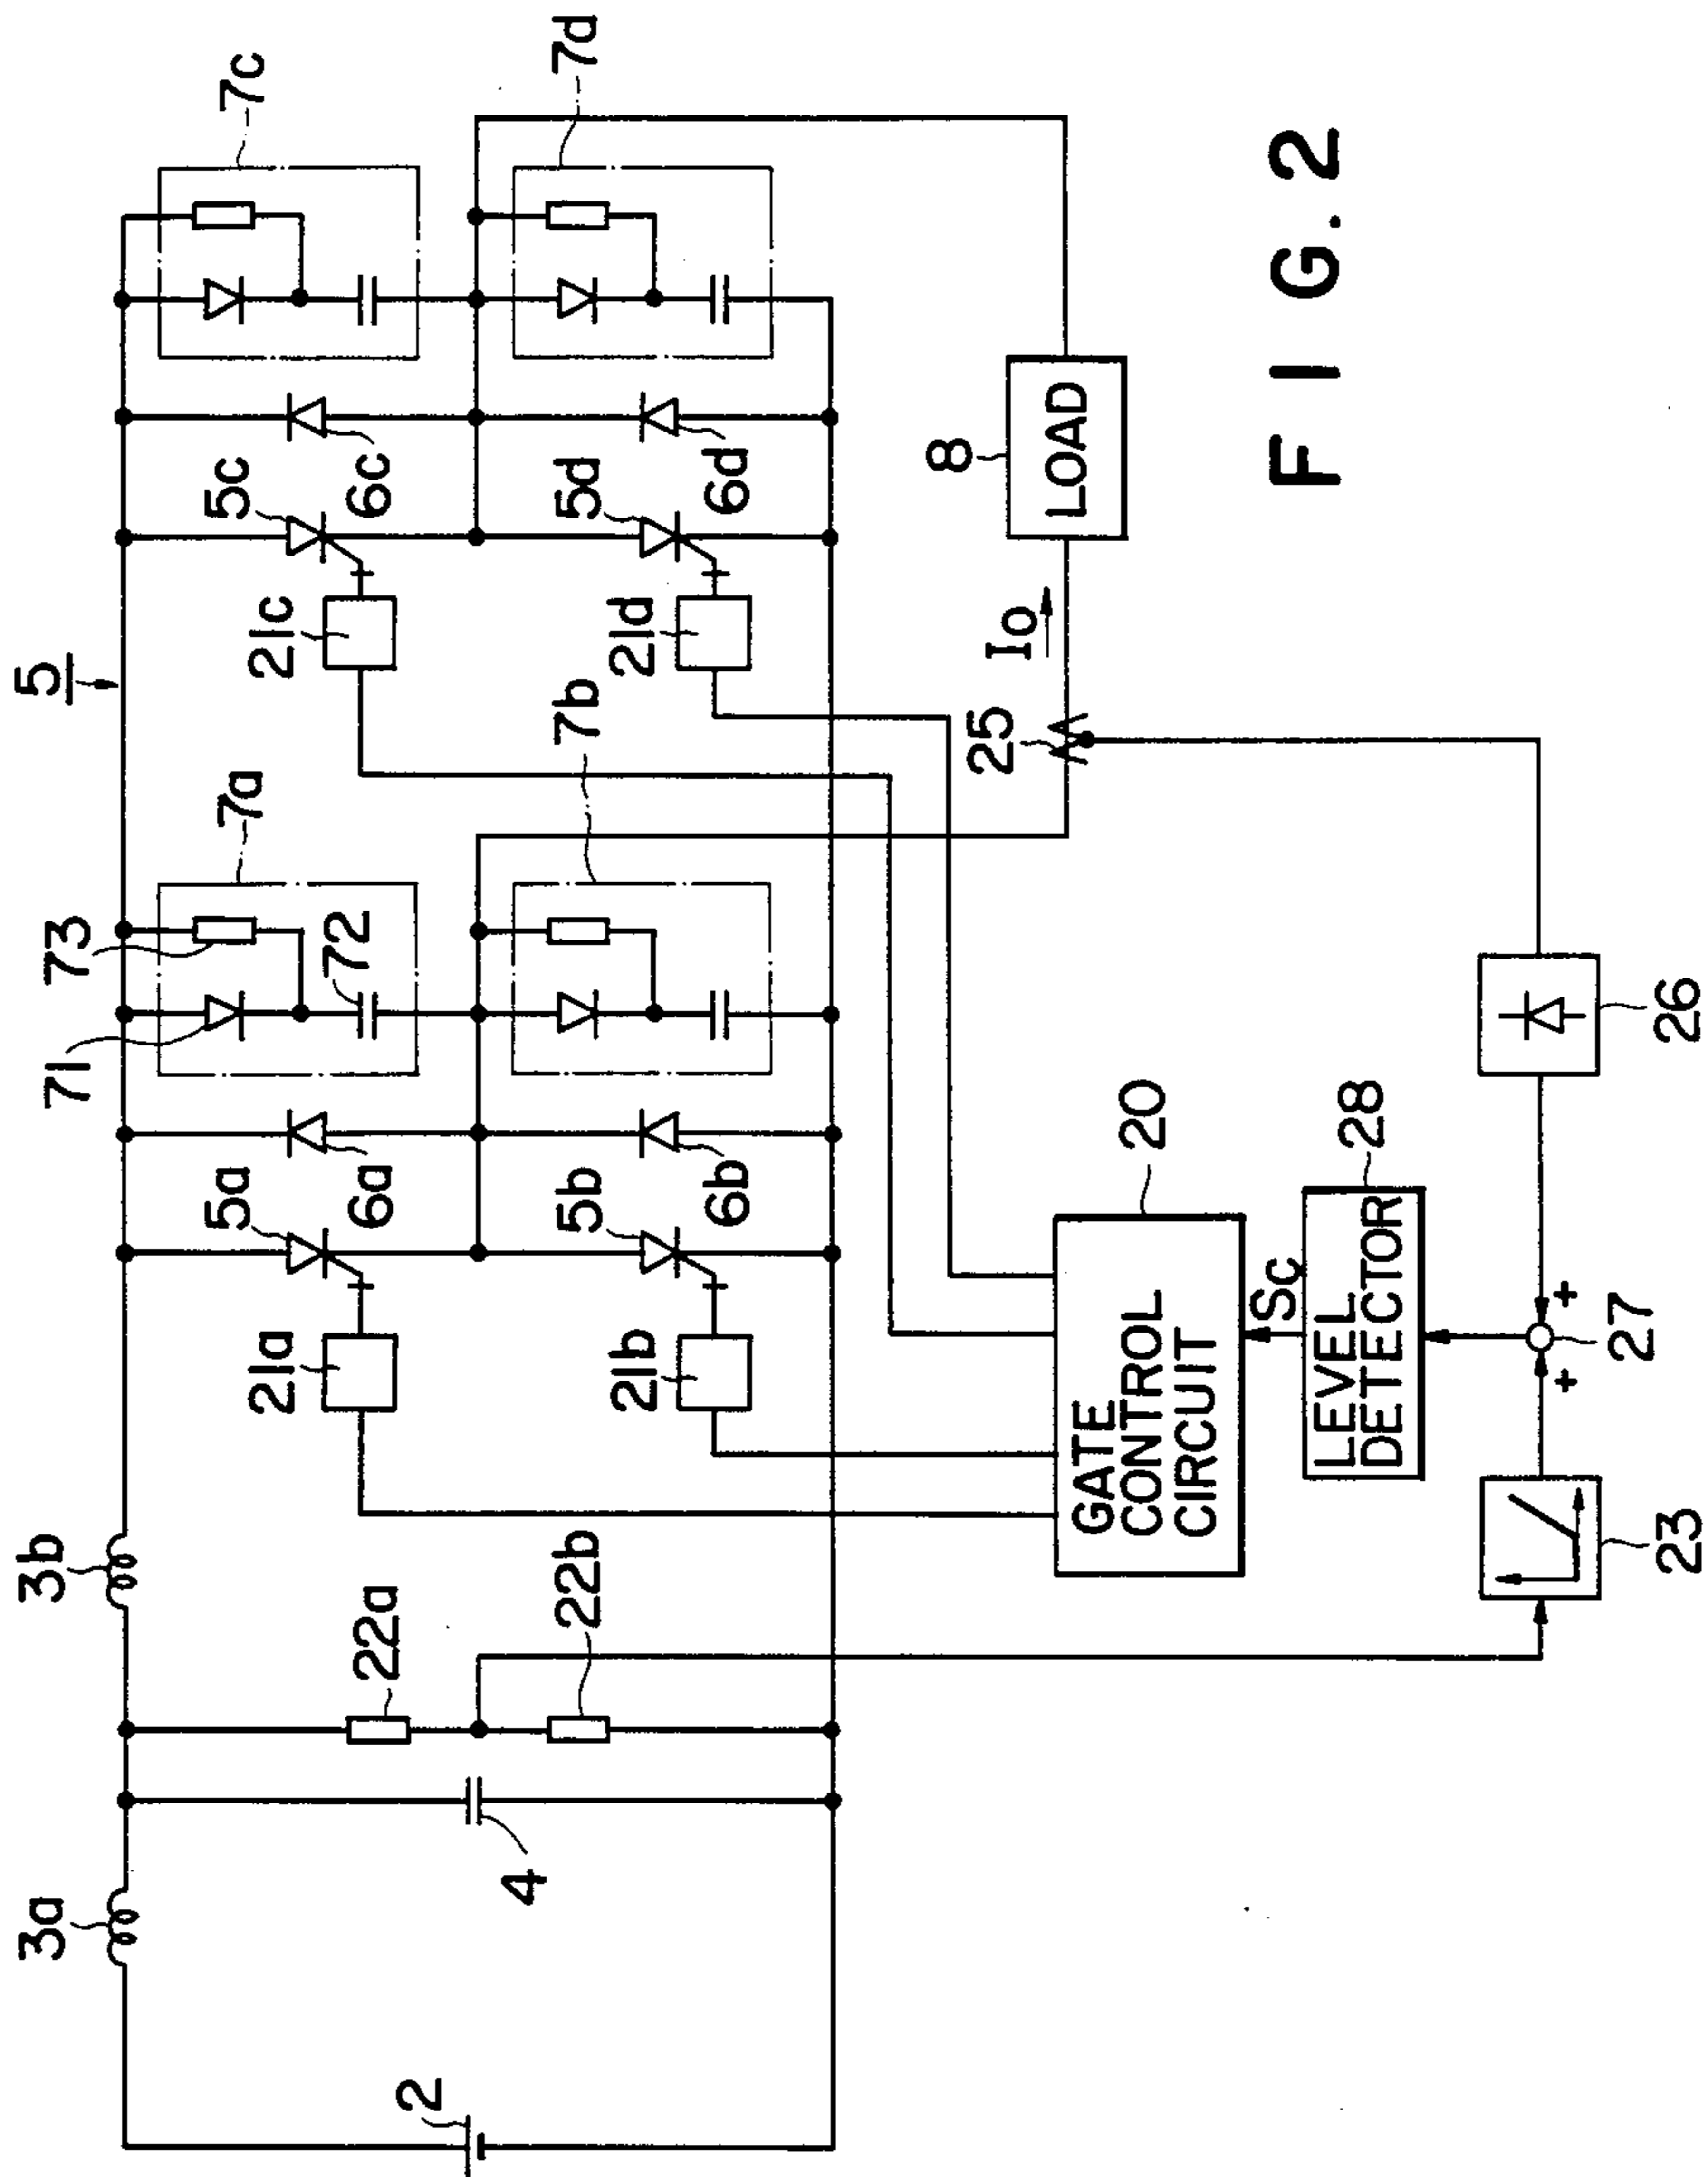 5
3a
3b
2
4
22a
22b
21a
5a
6a
71
73
7a
72
21b
5b
6b
7b
21c
5c
6c
7c
21d
5d
6d
7d
GATE
CONTROL
CIRCUIT
20
Sc
LEVEL
DETECTOR
28
23
+
+
27
26
25
Io
8
LOAD
FIG. 2